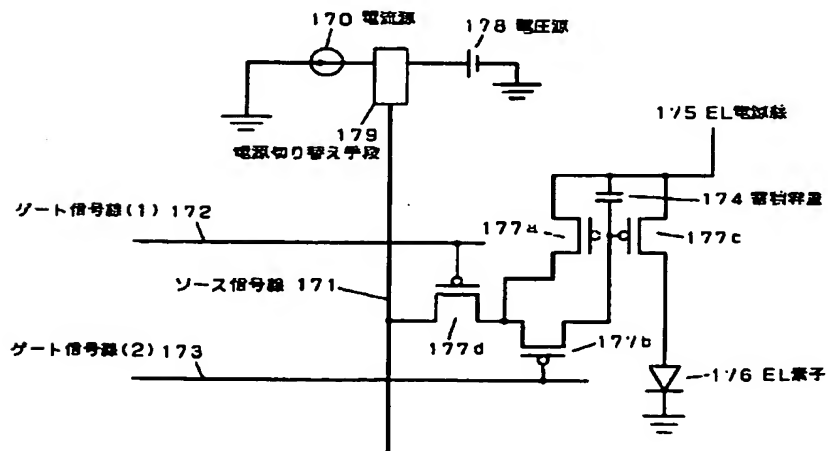 170 電流源
178 電圧源
179
電源切り替え手段
175 EL電源線
174 蓄積容量
177a
177c
ゲート信号線(1) 172
ソース信号線 171
177d
177b
ゲート信号線(2) 173
176 EL素子